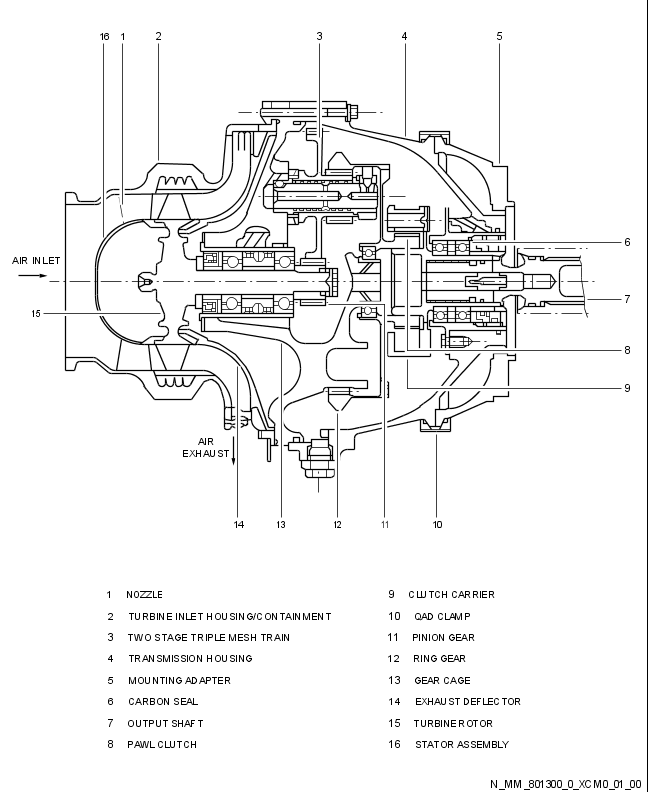 16 1 2 3 4 5
6
AIR INLET
7
15
8
9
AIR
EXHAUST
14 13 12 11 10
1 NOZZLE
2 TURBINE INLET HOUSING/CONTAINMENT
3 TWO STAGE TRIPLE MESH TRAIN
4 TRANSMISSION HOUSING
5 MOUNTING ADAPTER
6 CARBON SEAL
7 OUTPUT SHAFT
8 PAWL CLUTCH
9 CLUTCH CARRIER
10 QAD CLAMP
11 PINION GEAR
12 RING GEAR
13 GEAR CAGE
14 EXHAUST DEFLECTOR
15 TURBINE ROTOR
16 STATOR ASSEMBLY
N_MM_801300_0_XCM0_01_00